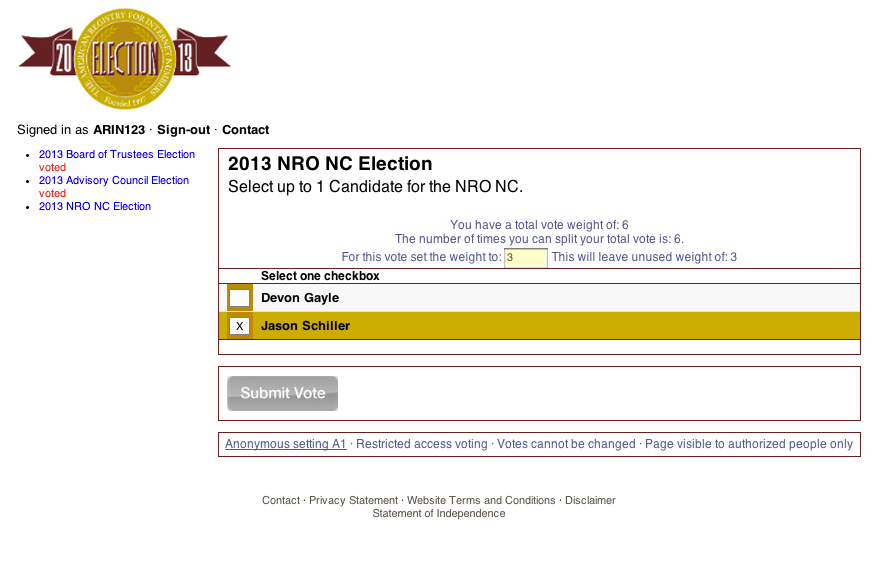 THE AMERICAN REGISTRY FOR INTERNET NUMBERS
20 ELECTION 13
Founded 1997
Signed in as ARIN123 · Sign-out · Contact
2013 Board of Trustees Election
voted
2013 Advisory Council Election
voted
2013 NRO NC Election
2013 NRO NC Election
Select up to 1 Candidate for the NRO NC.
You have a total vote weight of: 6
The number of times you can split your total vote is: 6.
For this vote set the weight to: 3 This will leave unused weight of: 3
Select one checkbox
Devon Gayle
X Jason Schiller
Submit Vote
Anonymous setting A1 · Restricted access voting · Votes cannot be changed · Page visible to authorized people only
Contact · Privacy Statement · Website Terms and Conditions · Disclaimer
Statement of Independence